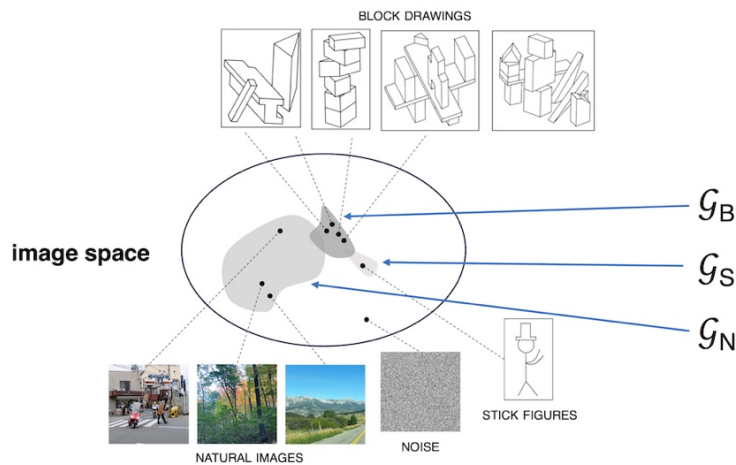 BLOCK DRAWINGS
image space
𝒢B
𝒢S
𝒢N
STICK FIGURES
NOISE
NATURAL IMAGES